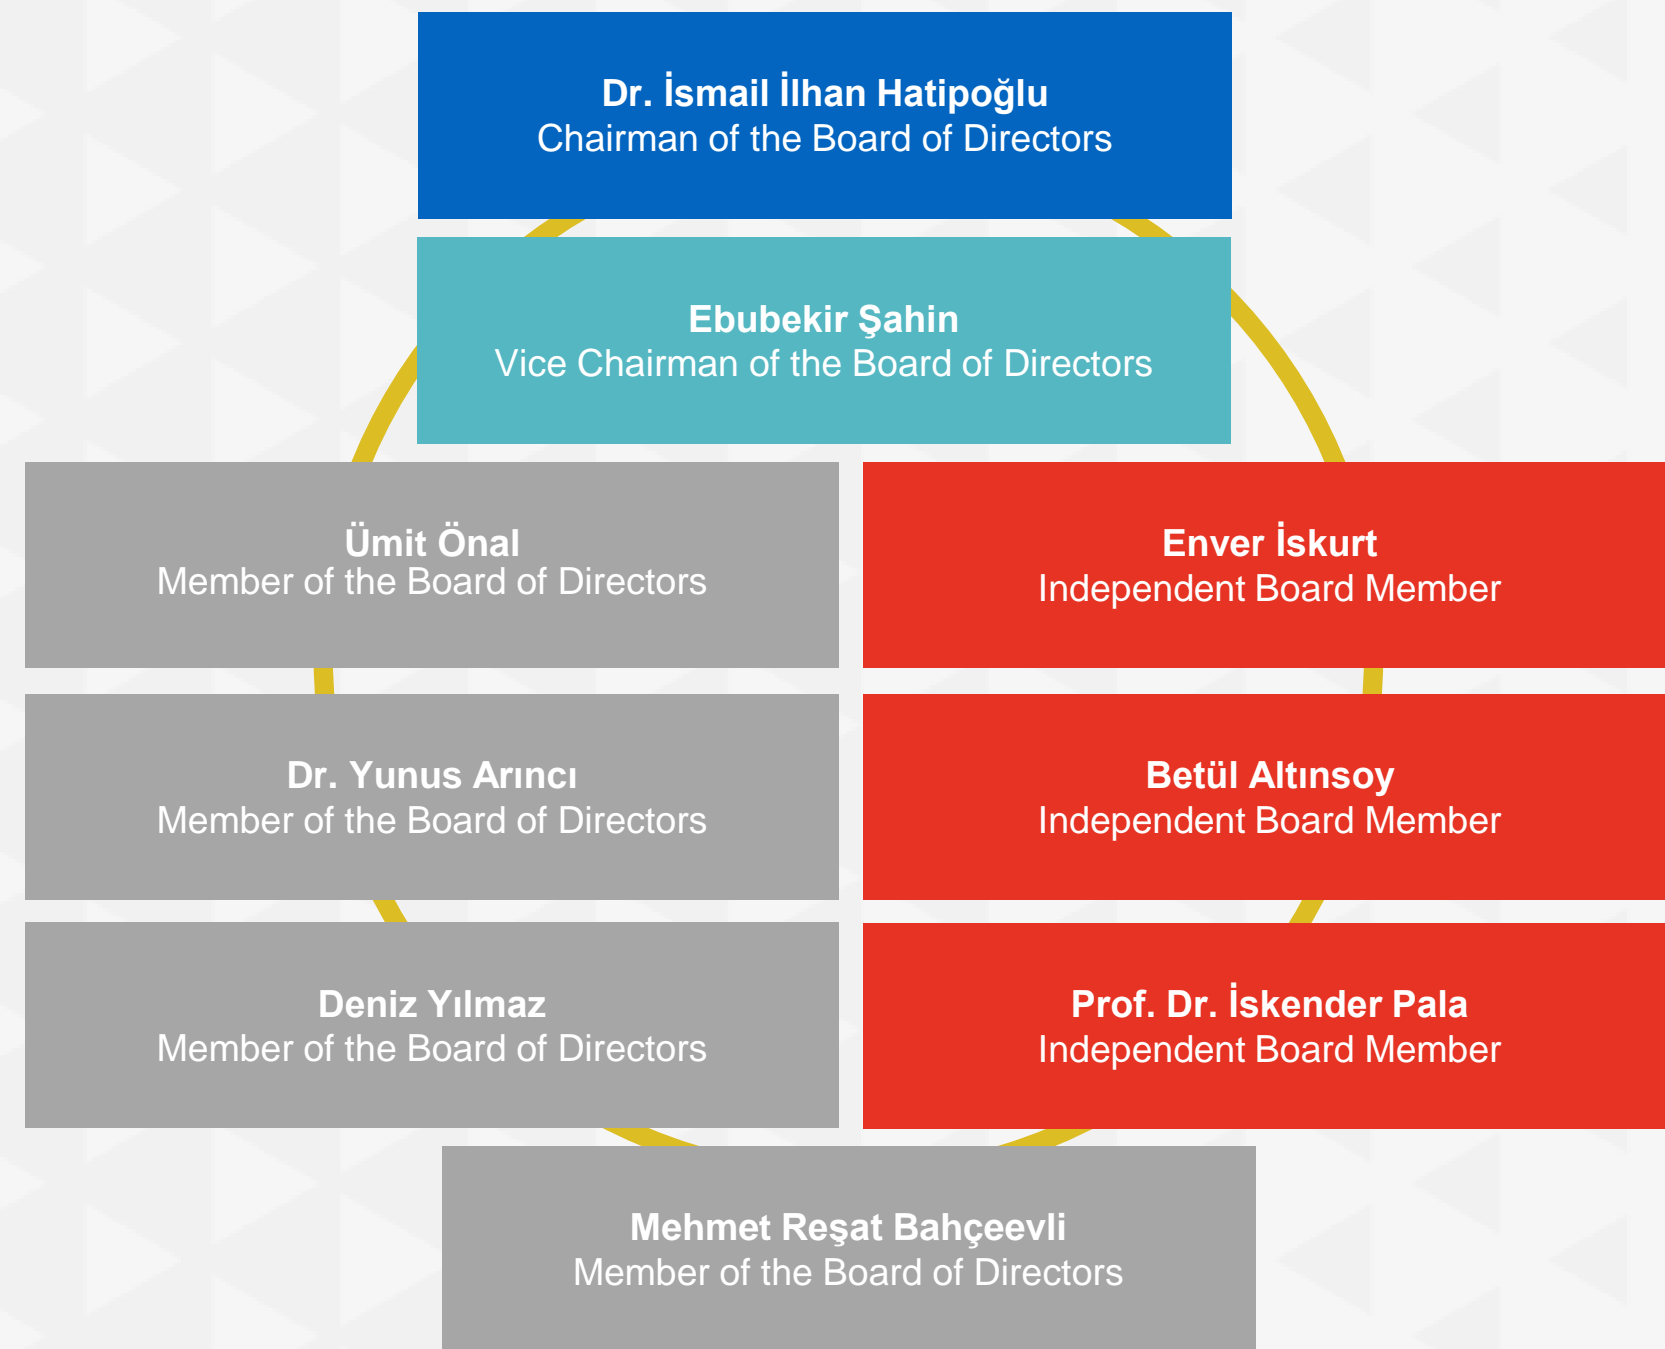 Dr. İsmail İlhan Hatipoğlu
Chairman of the Board of Directors
Ebubekir Şahin
Vice Chairman of the Board of Directors
Ümit Önal
Member of the Board of Directors
Enver İskurt
Independent Board Member
Dr. Yunus Arıncı
Member of the Board of Directors
Betül Altınsoy
Independent Board Member
Deniz Yılmaz
Member of the Board of Directors
Prof. Dr. İskender Pala
Independent Board Member
Mehmet Reşat Bahçeevli
Member of the Board of Directors